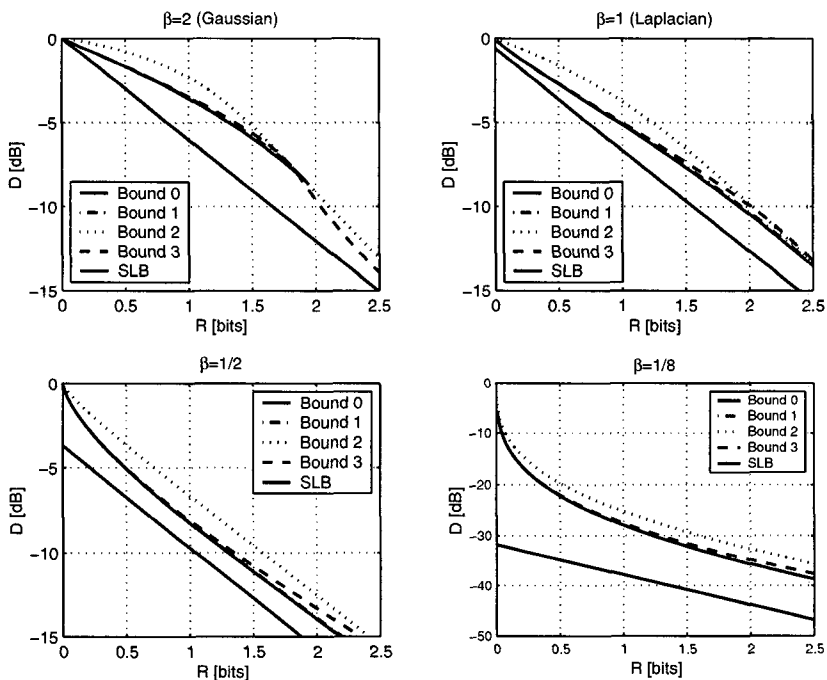 β=2 (Gaussian)
0
−5
−10
−15
D [dB]
Bound 0
Bound 1
Bound 2
Bound 3
SLB
0 0.5 1 1.5 2 2.5
R [bits]
β=1 (Laplacian)
0
−5
−10
−15
D [dB]
Bound 0
Bound 1
Bound 2
Bound 3
SLB
0 0.5 1 1.5 2 2.5
R [bits]
β=1/2
0
−5
−10
−15
D [dB]
Bound 0
Bound 1
Bound 2
Bound 3
SLB
0 0.5 1 1.5 2 2.5
R [bits]
β=1/8
0
−10
−20
−30
−40
−50
D [dB]
Bound 0
Bound 1
Bound 2
Bound 3
SLB
0 0.5 1 1.5 2 2.5
R [bits]